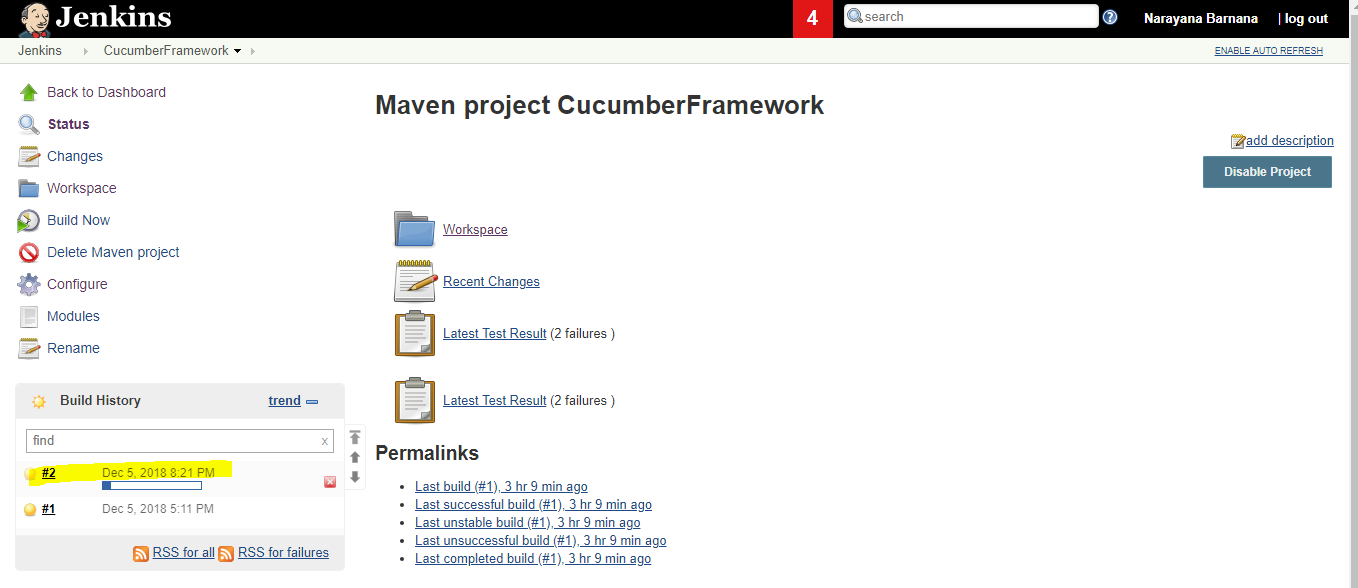 Jenkins
4
search
Narayana Barnana | log out
Jenkins CucumberFramework
ENABLE AUTO REFRESH
Back to Dashboard
Status
Changes
Workspace
Build Now
Delete Maven project
Configure
Modules
Rename
Build History trend
find x
#2 Dec 5, 2018 8:21 PM
#1 Dec 5, 2018 5:11 PM
RSS for all RSS for failures
Maven project CucumberFramework
add description
Disable Project
Workspace
Recent Changes
Latest Test Result (2 failures )
Latest Test Result (2 failures )
Permalinks
Last build (#1), 3 hr 9 min ago
Last successful build (#1), 3 hr 9 min ago
Last unstable build (#1), 3 hr 9 min ago
Last unsuccessful build (#1), 3 hr 9 min ago
Last completed build (#1), 3 hr 9 min ago